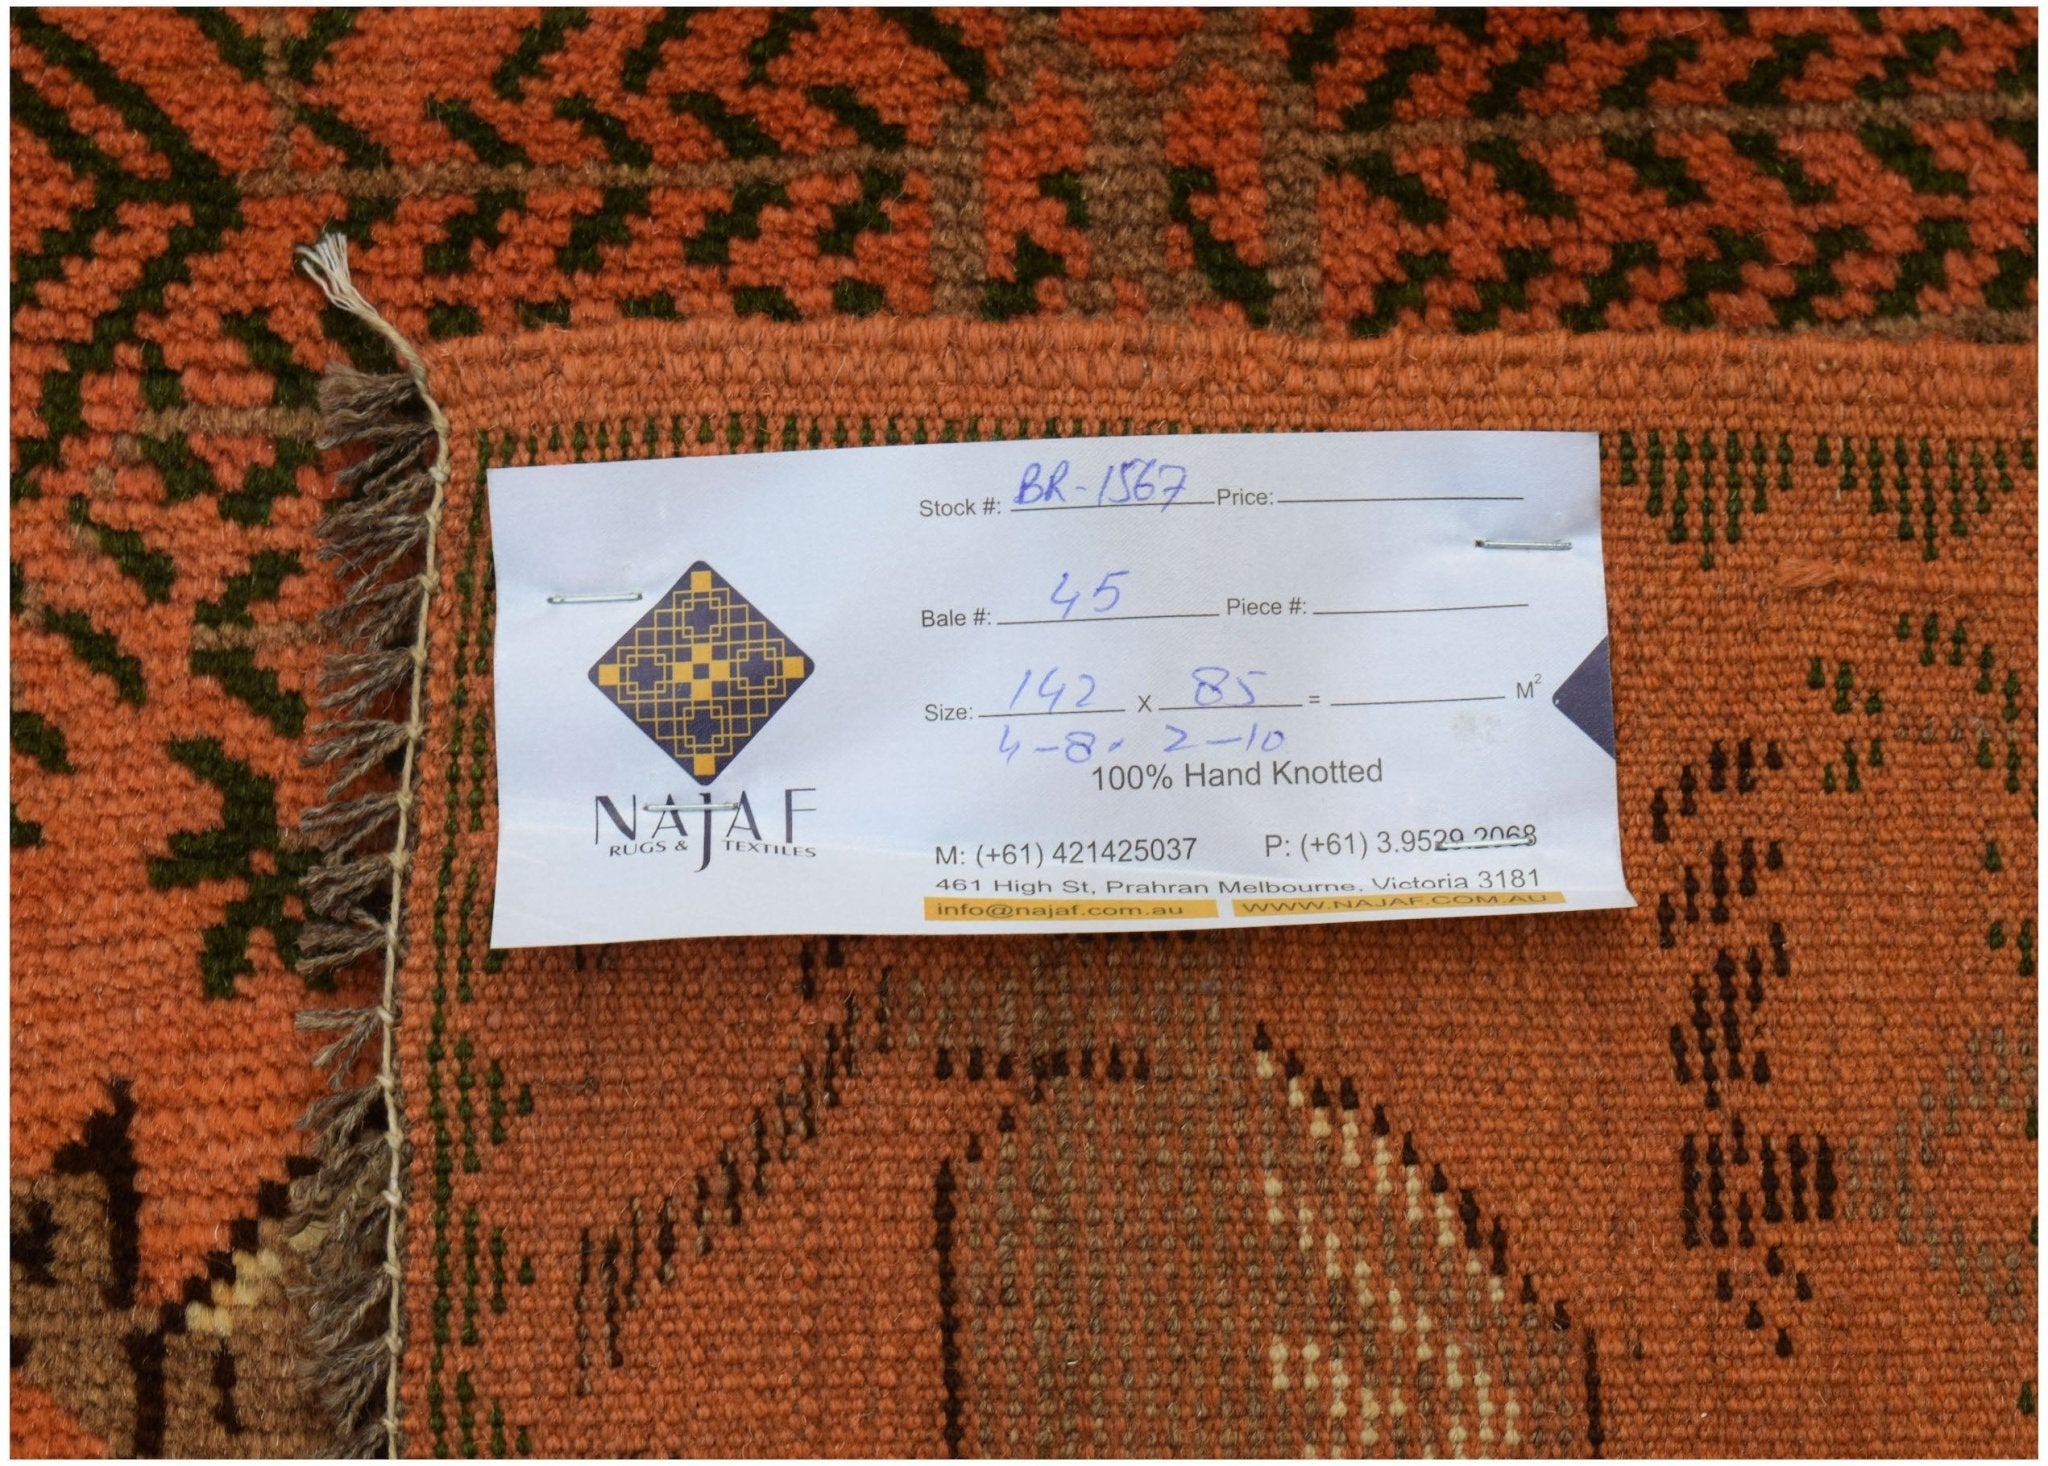 Stock #: BR-1567 Price:
Bale #: 45 Piece #:
Size: 142 X 85 = M²
4-8. 2-10
100% Hand Knotted
NAJAF
RUGS & TEXTILES
M: (+61) 421425037 P: (+61) 3.9529.2068
461 High St, Prahran Melbourne, Victoria 3181
info@najaf.com.au WWW.NAJAF.COM.AU